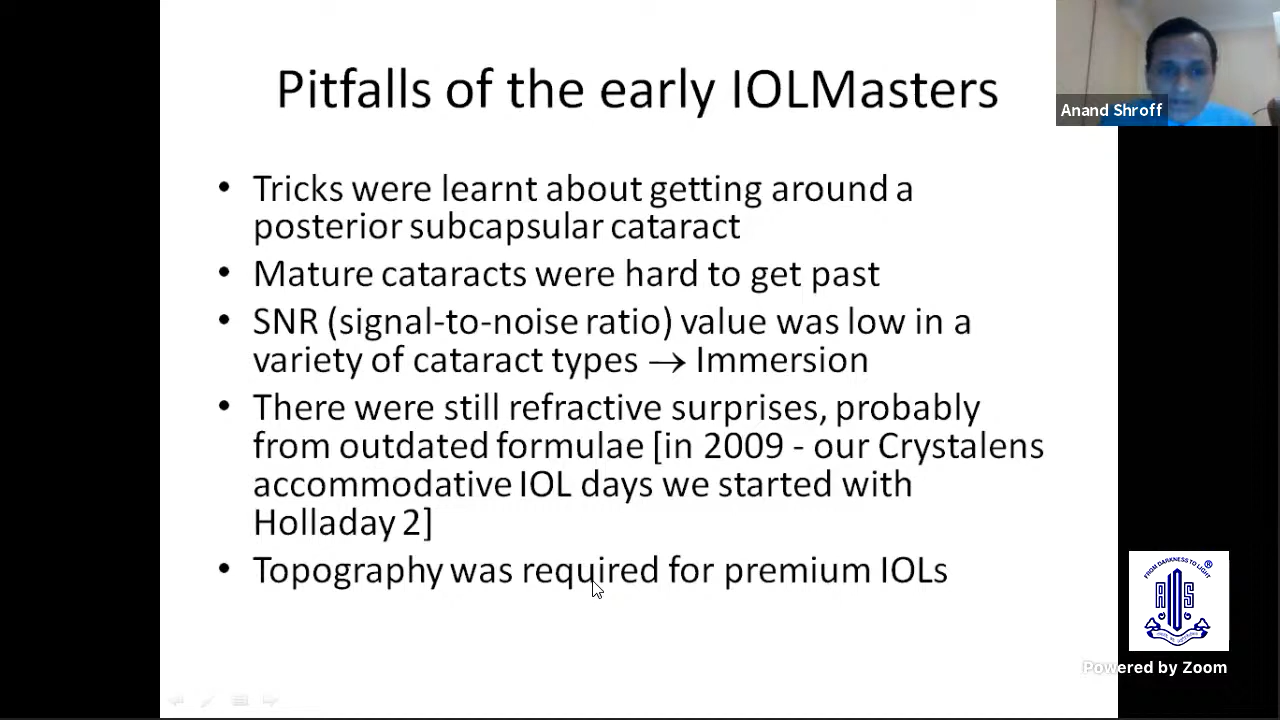 Pitfalls of the early IOLMasters
Anand Shroff
• Tricks were learnt about getting around a
posterior subcapsular cataract
• Mature cataracts were hard to get past
• SNR (signal-to-noise ratio) value was low in a
variety of cataract types → Immersion
• There were still refractive surprises, probably
from outdated formulae [in 2009 - our Crystalens
accommodative IOL days we started with
Holladay 2]
• Topography was required for premium IOLs
FROM DARKNESS TO LIGHT ®
AIOS
Powered by Zoom